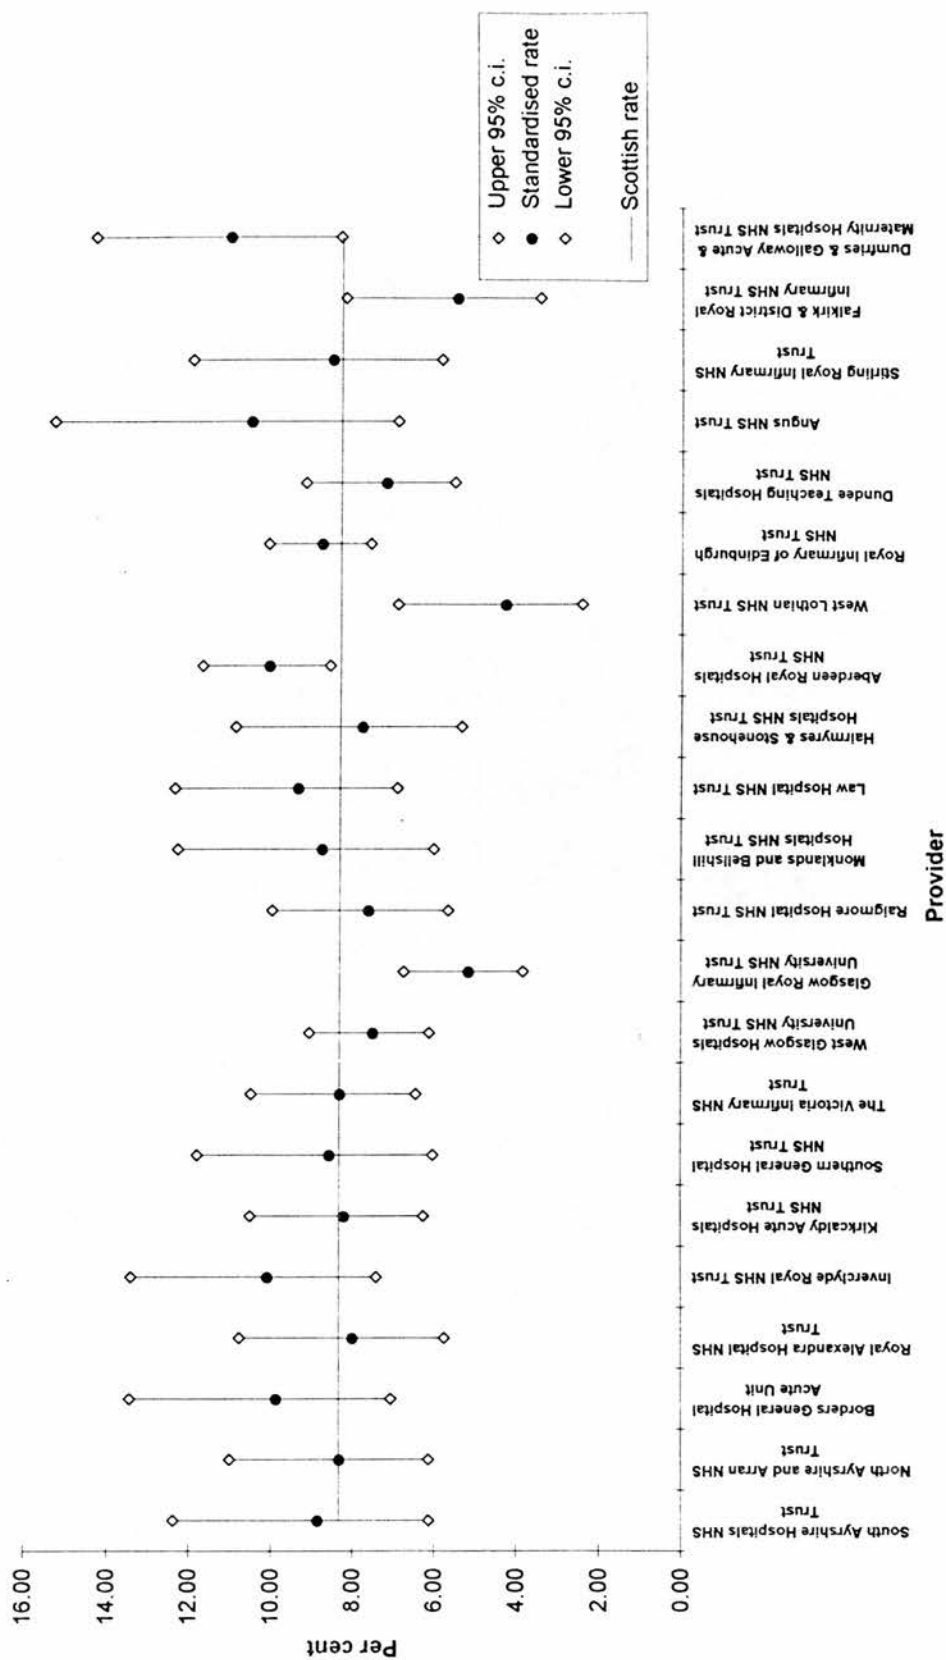 Per cent
16.00
14.00
12.00
10.00
8.00
6.00
4.00
2.00
0.00
South Ayrshire Hospitals NHS
Trust
North Ayrshire and Arran NHS
Trust
Borders General Hospital
Acute Unit
Royal Alexandra Hospital NHS
Trust
Inverclyde Royal NHS Trust
Kirkcaldy Acute Hospitals
NHS Trust
Southern General Hospital
NHS Trust
The Victoria Infirmary NHS
Trust
West Glasgow Hospitals
University NHS Trust
Glasgow Royal Infirmary
University NHS Trust
Raigmore Hospital NHS Trust
Monklands and Bellshill
Hospitals NHS Trust
Law Hospital NHS Trust
Hairmyres & Stonehouse
Hospitals NHS Trust
Aberdeen Royal Hospitals
NHS Trust
West Lothian NHS Trust
Royal Infirmary of Edinburgh
NHS Trust
Dundee Teaching Hospitals
NHS Trust
Angus NHS Trust
Stirling Royal Infirmary NHS
Trust
Falkirk & District Royal
Infirmary NHS Trust
Dumfries & Galloway Acute &
Maternity Hospitals NHS Trust
Provider
Upper 95% c.i.
Standardised rate
Lower 95% c.i.
Scottish rate